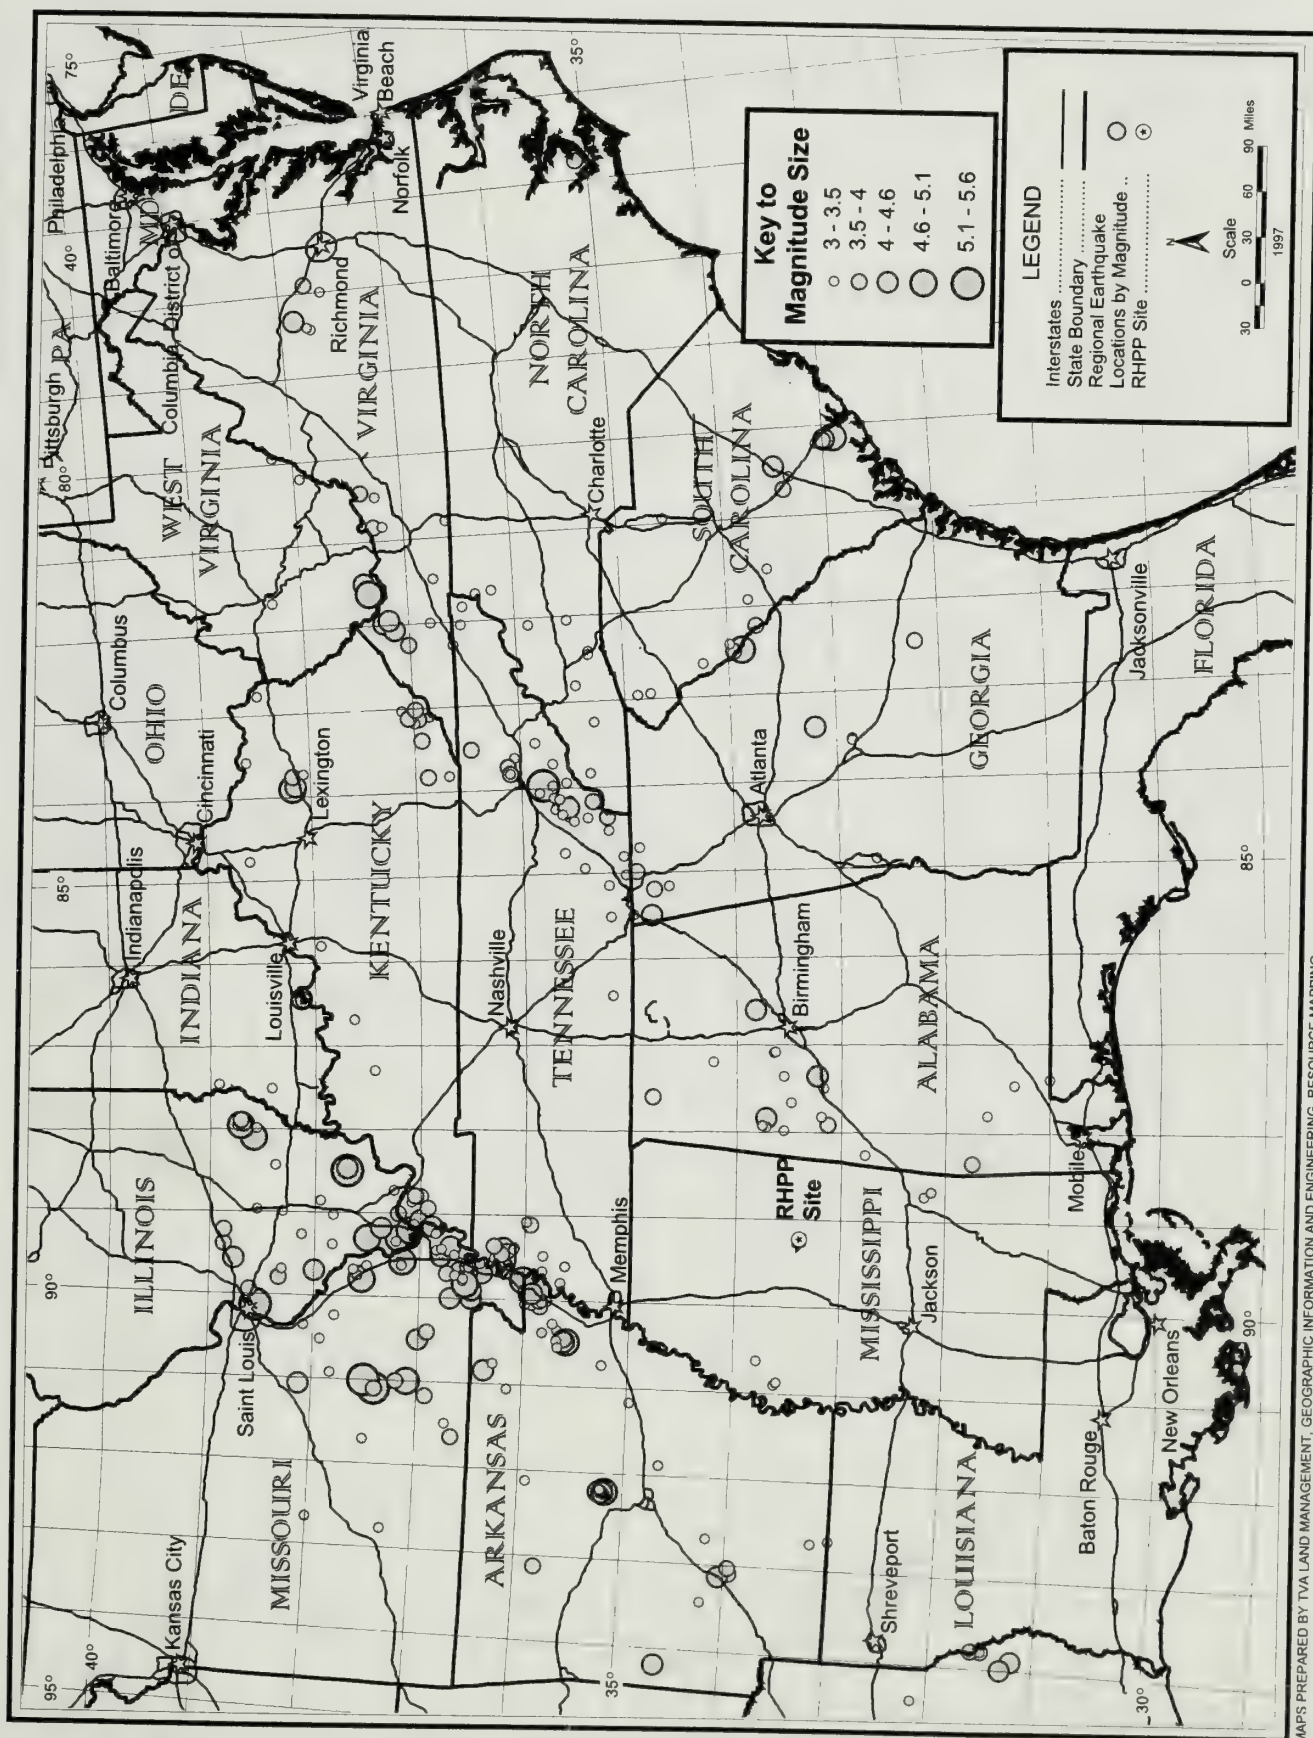 95°
90°
85°
80°
75°
40°
40°
35°
35°
30°
90°
85°
Kansas City
Saint Louis
MISSOURI
ILLINOIS
Indianapolis
INDIANA
Louisville
Cincinnati
OHIO
Columbus
Lexington
KENTUCKY
Pittsburgh
PA
Philadelphia
Baltimore
MD
DE
Columbia, District of
WEST
VIRGINIA
VIRGINIA
Richmond
Norfolk
Virginia
Beach
NORTH
CAROLINA
Charlotte
SOUTH
CAROLINA
Nashville
TENNESSEE
Memphis
ARKANSAS
Atlanta
GEORGIA
Birmingham
ALABAMA
RHPP
Site
MISSISSIPPI
Jackson
Mobile
Jacksonville
FLORIDA
Shreveport
LOUISIANA
Baton Rouge
New Orleans
Key to
Magnitude Size
3 - 3.5
3.5 - 4
4 - 4.6
4.6 - 5.1
5.1 - 5.6
LEGEND
Interstates
State Boundary
Regional Earthquake
Locations by Magnitude ..
RHPP Site
N
Scale
30 0 30 60 90 Miles
1997
MAPS PREPARED BY TVA LAND MANAGEMENT, GEOGRAPHIC INFORMATION AND ENGINEERING, RESOURCE MAPPING